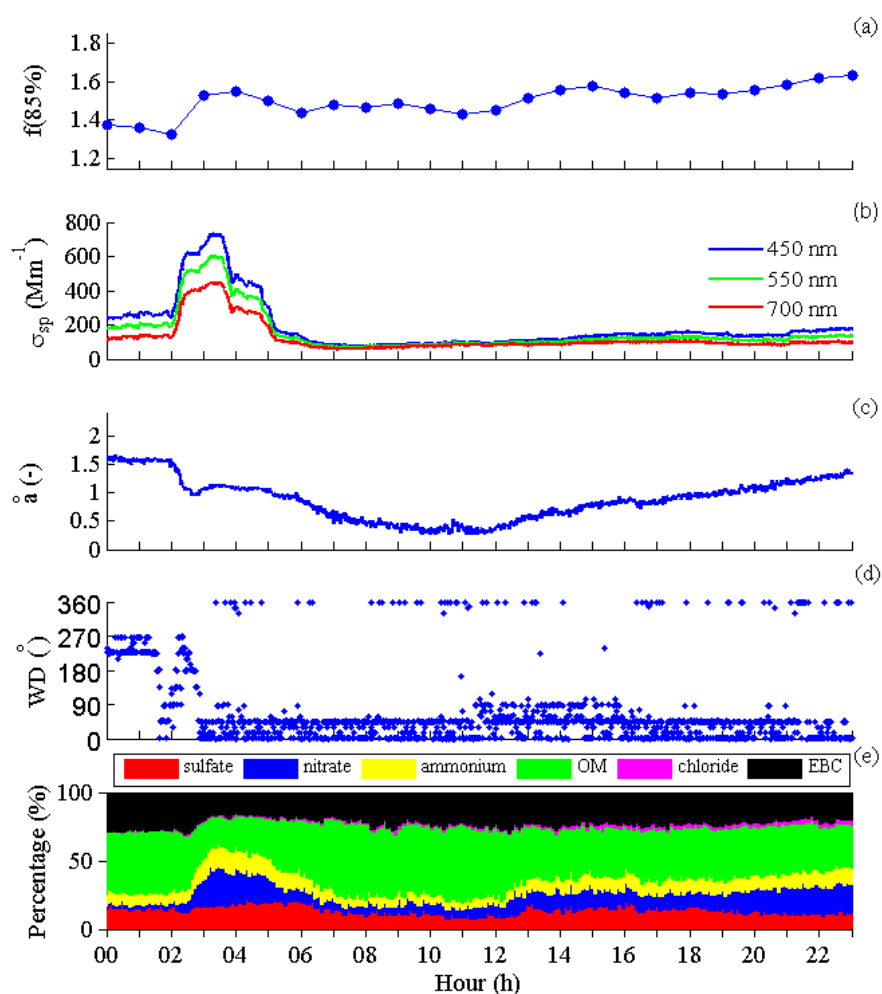 (a)
1.8
1.6
1.4
1.2
f(85%)
(b)
800
600
400
200
0
σsp (Mm-1)
450 nm
550 nm
700 nm
(c)
2
1.5
1
0.5
0
å (-)
(d)
360
270
180
90
0
WD (°)
sulfate nitrate ammonium OM chloride EBC
(e)
100
50
0
Percentage (%)
00 02 04 06 08 10 12 14 16 18 20 22
Hour (h)